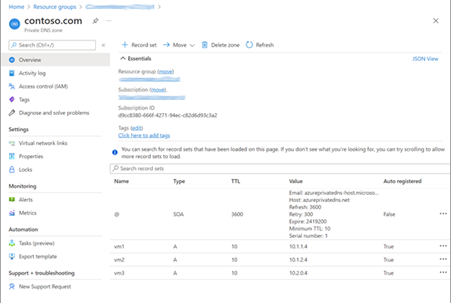 Home > Resource groups >
contoso.com
Private DNS zone
Search (Ctrl+/)
Overview
Activity log
Access control (IAM)
Tags
Diagnose and solve problems
Settings
Virtual network links
Properties
Locks
Monitoring
Alerts
Metrics
Automation
Tasks (preview)
Export template
Support + troubleshooting
New Support Request
Record set Move Delete zone Refresh
Essentials JSON View
Resource group (move)
Subscription (move)
Subscription ID
d9cc8380-666f-4271-94ec-c82d6d93c3a2
Tags (edit)
Click here to add tags
You can search for record sets that have been loaded on this page. If you don't see what you're looking for, you can try scrolling to allow
more record sets to load.
Search record sets
Name Type TTL Value Auto registered
@ SOA 3600 Email: azureprivatedns-host.microso... False
Host: azureprivatedns.net
Refresh: 3600
Retry: 300
Expire: 2419200
Minimum TTL: 10
Serial number: 1
vm1 A 10 10.1.1.4 True
vm2 A 10 10.1.2.4 True
vm3 A 10 10.2.0.4 True